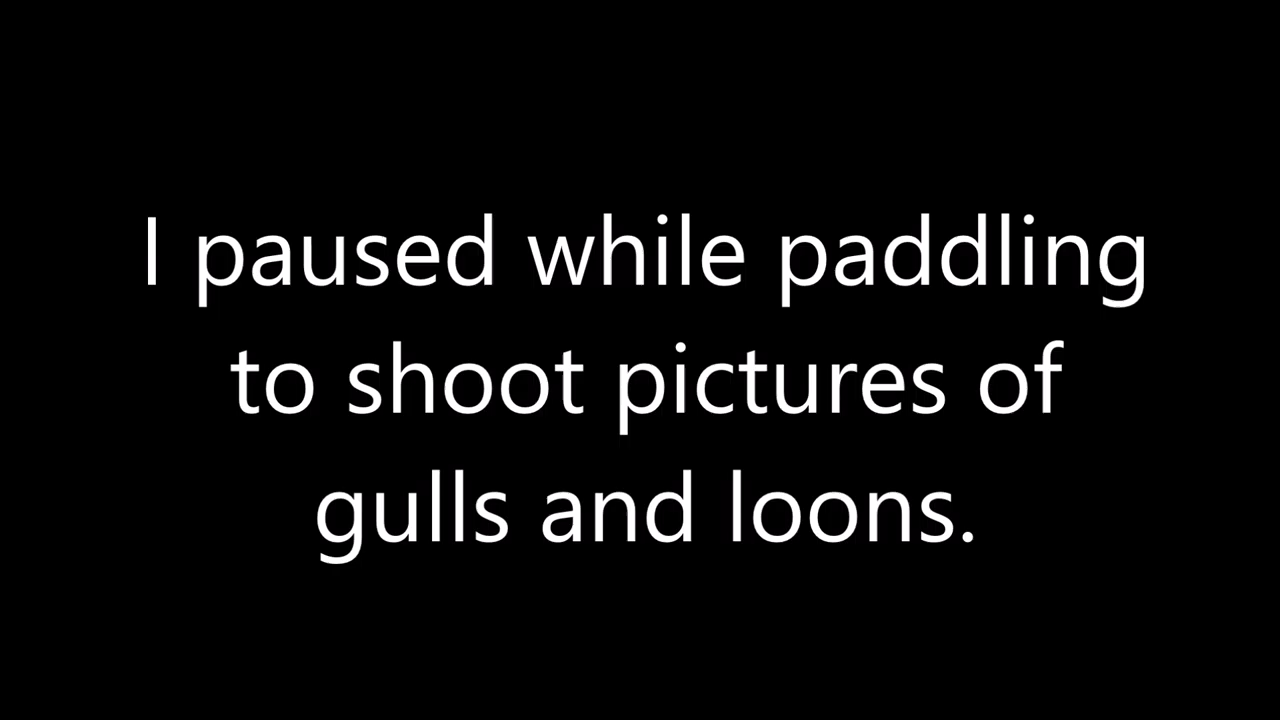 I paused while paddling
to shoot pictures of
gulls and loons.